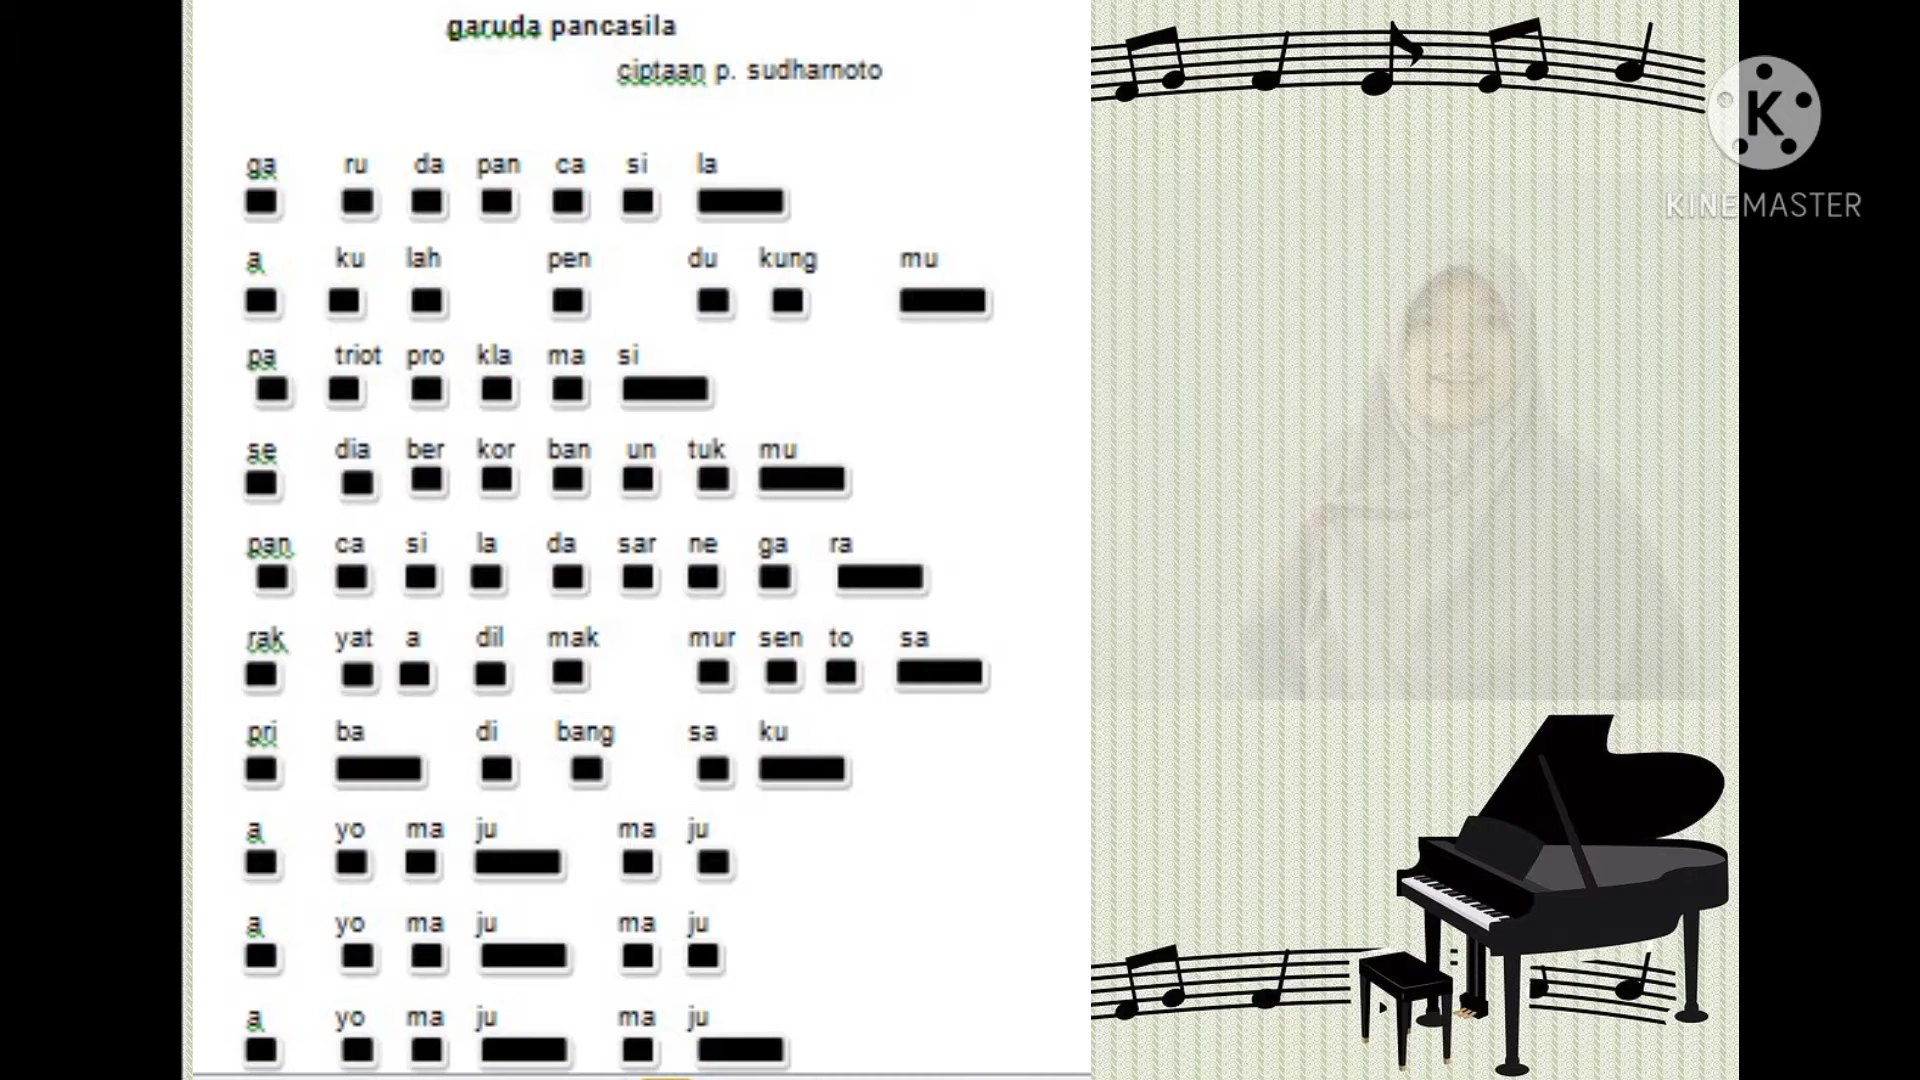 garuda pancasila
ciptaan p. sudharnoto
ga ru da pan ca si la
a ku lah pen du kung mu
pa triot pro kla ma si
se dia ber kor ban un tuk mu
pan ca si la da sar ne ga ra
rak yat a dil mak mur sen to sa
pri ba di bang sa ku
a yo ma ju ma ju
a yo ma ju ma ju
a yo ma ju ma ju
K
KINEMASTER